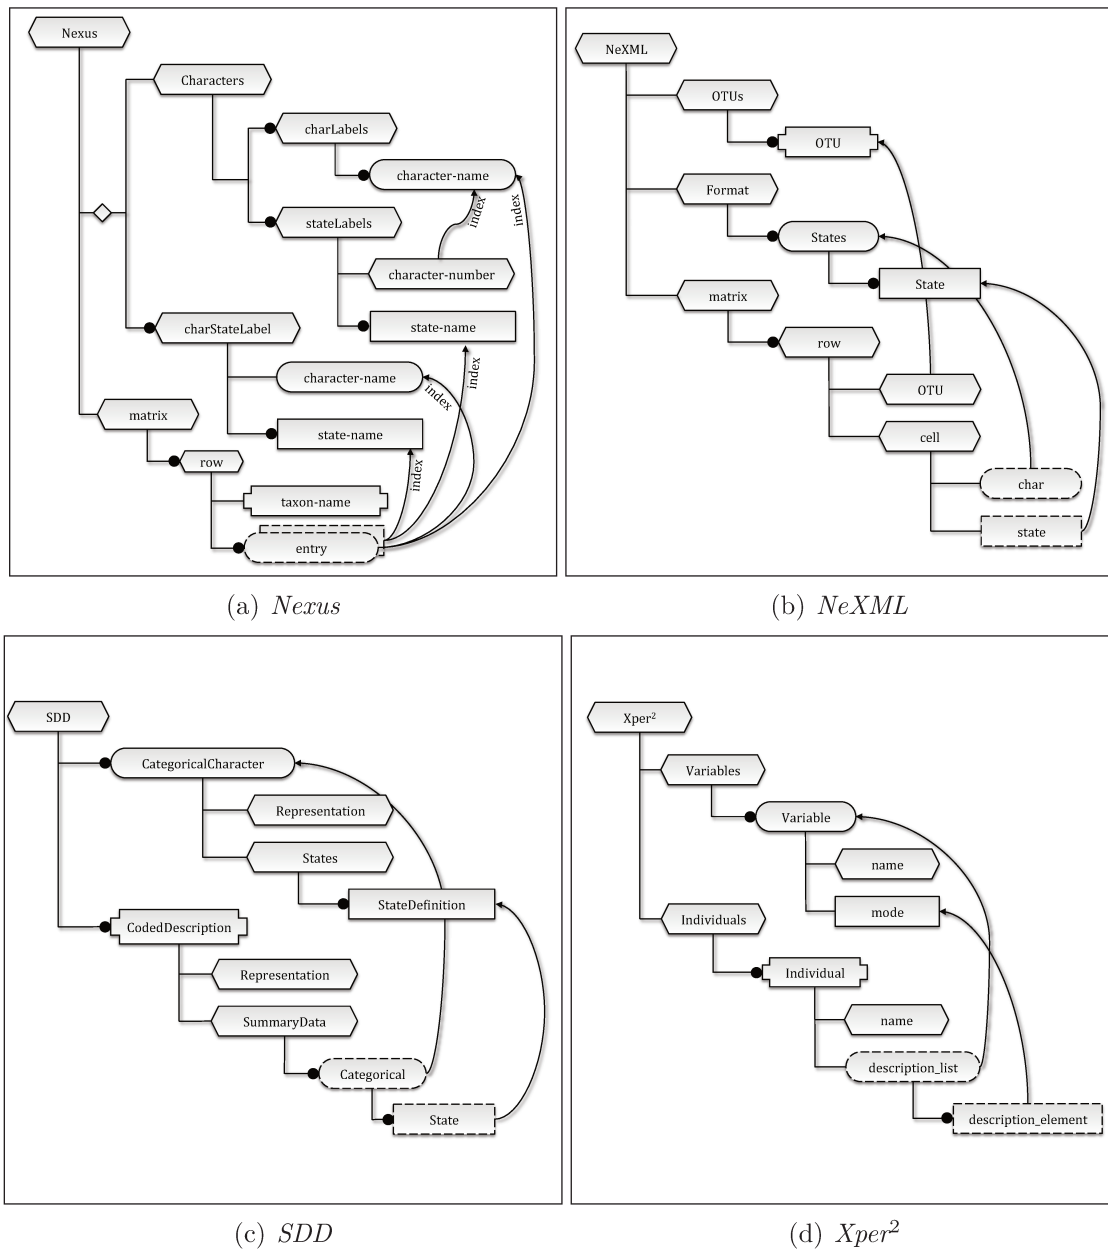 Nexus
Characters
charLabels
character-name
index
index
stateLabels
character-number
charStateLabel
state-name
index
character-name
index
matrix
state-name
row
index
taxon-name
entry
(a) Nexus
NeXML
OTUs
OTU
Format
States
State
matrix
row
OTU
cell
char
state
(b) NeXML
SDD
CategoricalCharacter
Representation
States
StateDefinition
CodedDescription
Representation
SummaryData
Categorical
State
(c) SDD
Xper²
Variables
Variable
name
mode
Individuals
Individual
name
description_list
description_element
(d) Xper²